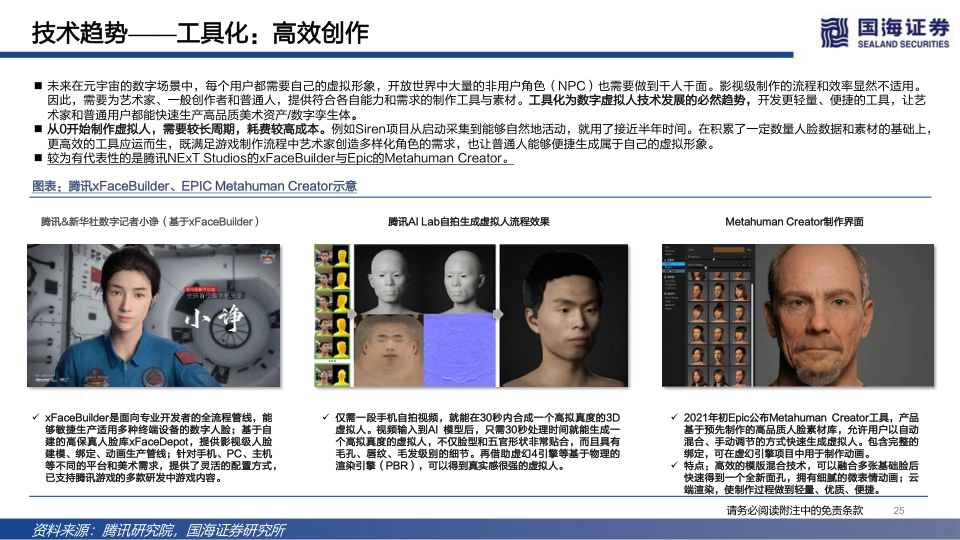 技术趋势——工具化：高效创作
国海证券
SEALAND SECURITIES
■ 未来在元宇宙的数字场景中，每个用户都需要自己的虚拟形象，开放世界中大量的非用户角色（NPC）也需要做到千人千面。影视级制作的流程和效率显然不适用。
因此，需要为艺术家、一般创作者和普通人，提供符合各自能力和需求的制作工具与素材。工具化为数字虚拟人技术发展的必然趋势，开发更轻量、便捷的工具，让艺
术家和普通用户都能快速生产高品质美术资产/数字孪生体。
■ 从0开始制作虚拟人，需要较长周期，耗费较高成本。例如Siren项目从启动采集到能够自然地活动，就用了接近半年时间。在积累了一定数量人脸数据和素材的基础上，
更高效的工具应运而生，既满足游戏制作流程中艺术家创造多样化角色的需求，也让普通人能够便捷生成属于自己的虚拟形象。
■ 较为有代表性的是腾讯NExT Studios的xFaceBuilder与Epic的Metahuman Creator。
图表：腾讯xFaceBuilder、EPIC Metahuman Creator示意
腾讯&新华社数字记者小诤（基于xFaceBuilder）
腾讯AI Lab自拍生成虚拟人流程效果
Metahuman Creator制作界面
小诤
✓ xFaceBuilder是面向专业开发者的全流程管线，能
够敏捷生产适用多种终端设备的数字人脸；基于自
建的高保真人脸库xFaceDepot，提供影视级人脸
建模、绑定、动画生产管线；针对手机、PC、主机
等不同的平台和美术需求，提供了灵活的配置方式，
已支持腾讯游戏的多款研发中游戏内容。
✓ 仅需一段手机自拍视频，就能在30秒内合成一个高拟真度的3D
虚拟人。视频输入到AI 模型后，只需30秒处理时间就能生成一
个高拟真度的虚拟人，不仅脸型和五官形状非常贴合，而且具有
毛孔、唇纹、毛发级别的细节。再借助虚幻4引擎等基于物理的
渲染引擎（PBR），可以得到真实感很强的虚拟人。
✓ 2021年初Epic公布Metahuman Creator工具，产品
基于预先制作的高品质人脸素材库，允许用户以自动
混合、手动调节的方式快速生成虚拟人。包含完整的
绑定，可在虚幻引擎项目中用于制作动画。
✓ 特点：高效的模版混合技术，可以融合多张基础脸后
快速得到一个全新面孔，拥有细腻的微表情动画；云
端渲染，使制作过程做到轻量、优质、便捷。
请务必阅读附注中的免责条款
25
资料来源：腾讯研究院，国海证券研究所